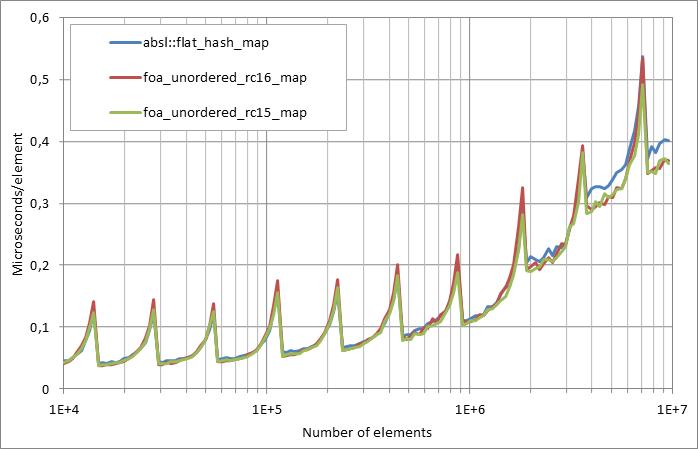 0,6
0,5
0,4
0,3
0,2
0,1
0
Microseconds/element
absl::flat_hash_map
foa_unordered_rc16_map
foa_unordered_rc15_map
1E+4 1E+5 1E+6 1E+7
Number of elements